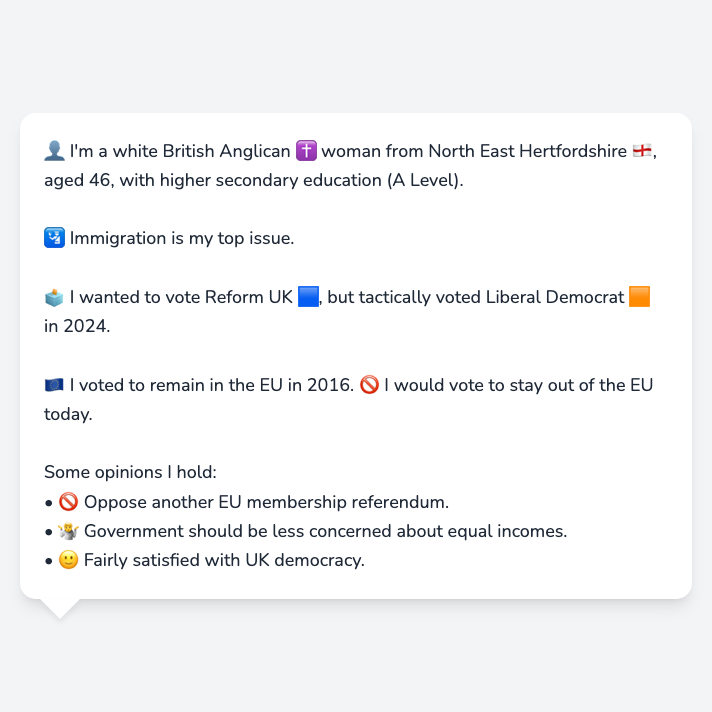 👤 I'm a white British Anglican ✝️ woman from North East Hertfordshire 🏴󠁧󠁢󠁥󠁮󠁧󠁿,
aged 46, with higher secondary education (A Level).
🛂 Immigration is my top issue.
🗳️ I wanted to vote Reform UK 🟦, but tactically voted Liberal Democrat 🟧
in 2024.
🇪🇺 I voted to remain in the EU in 2016. 🚫 I would vote to stay out of the EU
today.
Some opinions I hold:
• 🚫 Oppose another EU membership referendum.
• 🤷 Government should be less concerned about equal incomes.
• 🙂 Fairly satisfied with UK democracy.